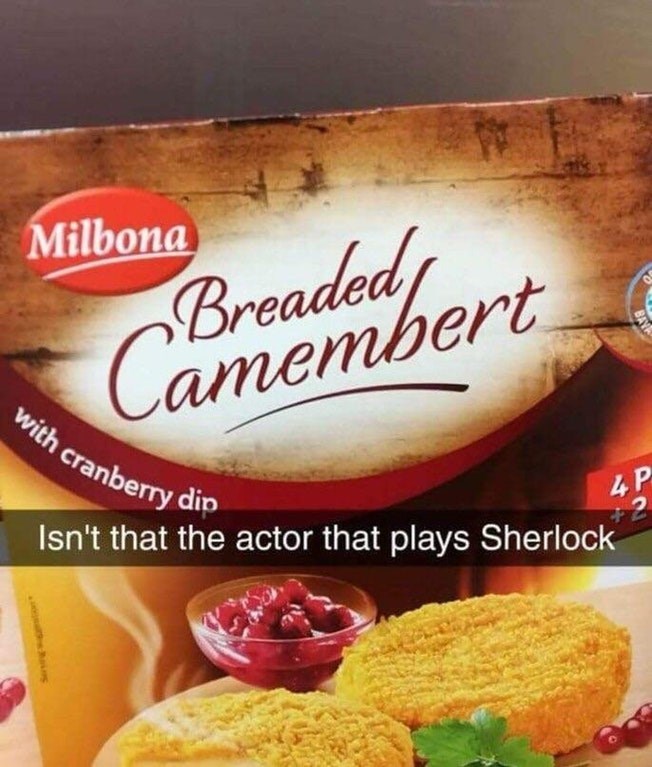 Milbona
Breaded
Camembert
with cranberry dip
4 P
+ 2
Isn't that the actor that plays Sherlock